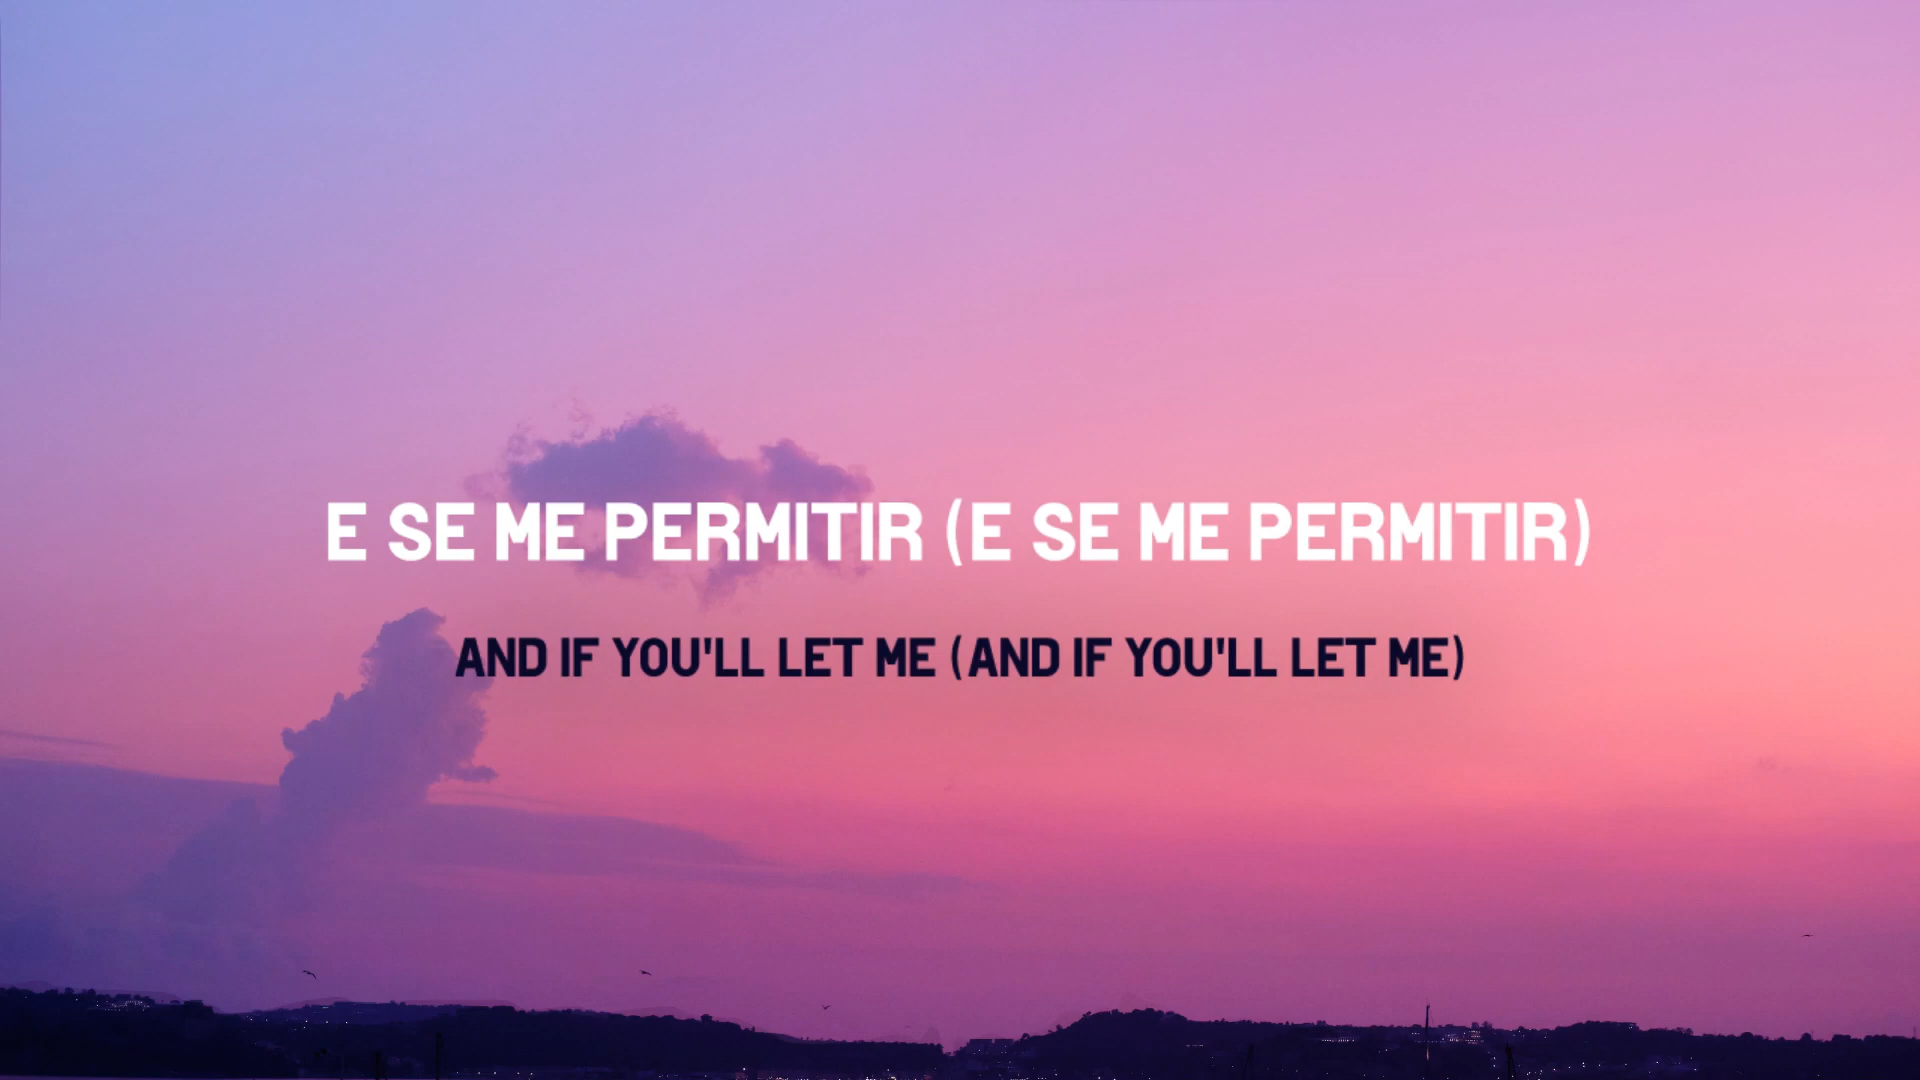 E SE ME PERMITIR (E SE ME PERMITIR)
AND IF YOU'LL LET ME (AND IF YOU'LL LET ME)